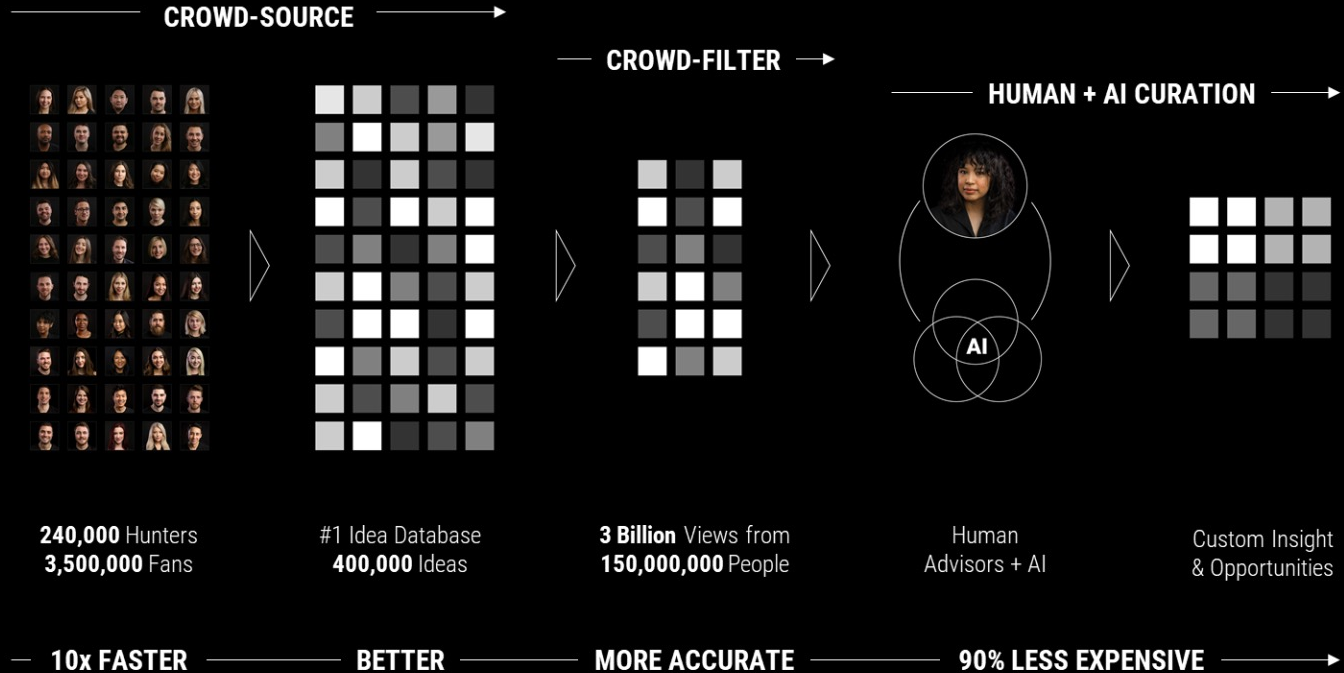 CROWD-SOURCE
CROWD-FILTER
HUMAN + AI CURATION
AI
240,000 Hunters
3,500,000 Fans
#1 Idea Database
400,000 Ideas
3 Billion Views from
150,000,000 People
Human
Advisors + AI
Custom Insight
& Opportunities
10x FASTER
BETTER
MORE ACCURATE
90% LESS EXPENSIVE